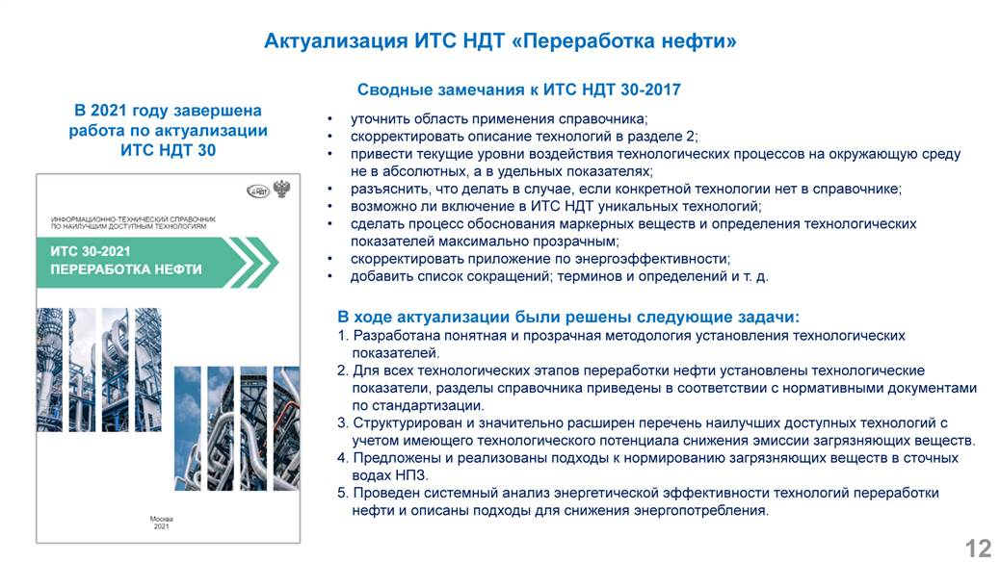 Актуализация ИТС НДТ «Переработка нефти»
В 2021 году завершена
работа по актуализации
ИТС НДТ 30
НДТ
ИНФОРМАЦИОННО-ТЕХНИЧЕСКИЙ СПРАВОЧНИК
ПО НАИЛУЧШИМ ДОСТУПНЫМ ТЕХНОЛОГИЯМ
ИТС 30-2021
ПЕРЕРАБОТКА НЕФТИ
Москва
2021
Сводные замечания к ИТС НДТ 30-2017
• уточнить область применения справочника;
• скорректировать описание технологий в разделе 2;
• привести текущие уровни воздействия технологических процессов на окружающую среду
не в абсолютных, а в удельных показателях;
• разъяснить, что делать в случае, если конкретной технологии нет в справочнике;
• возможно ли включение в ИТС НДТ уникальных технологий;
• сделать процесс обоснования маркерных веществ и определения технологических
показателей максимально прозрачным;
• скорректировать приложение по энергоэффективности;
• добавить список сокращений; терминов и определений и т. д.
В ходе актуализации были решены следующие задачи:
1. Разработана понятная и прозрачная методология установления технологических
показателей.
2. Для всех технологических этапов переработки нефти установлены технологические
показатели, разделы справочника приведены в соответствии с нормативными документами
по стандартизации.
3. Структурирован и значительно расширен перечень наилучших доступных технологий с
учетом имеющего технологического потенциала снижения эмиссии загрязняющих веществ.
4. Предложены и реализованы подходы к нормированию загрязняющих веществ в сточных
водах НПЗ.
5. Проведен системный анализ энергетической эффективности технологий переработки
нефти и описаны подходы для снижения энергопотребления.
12